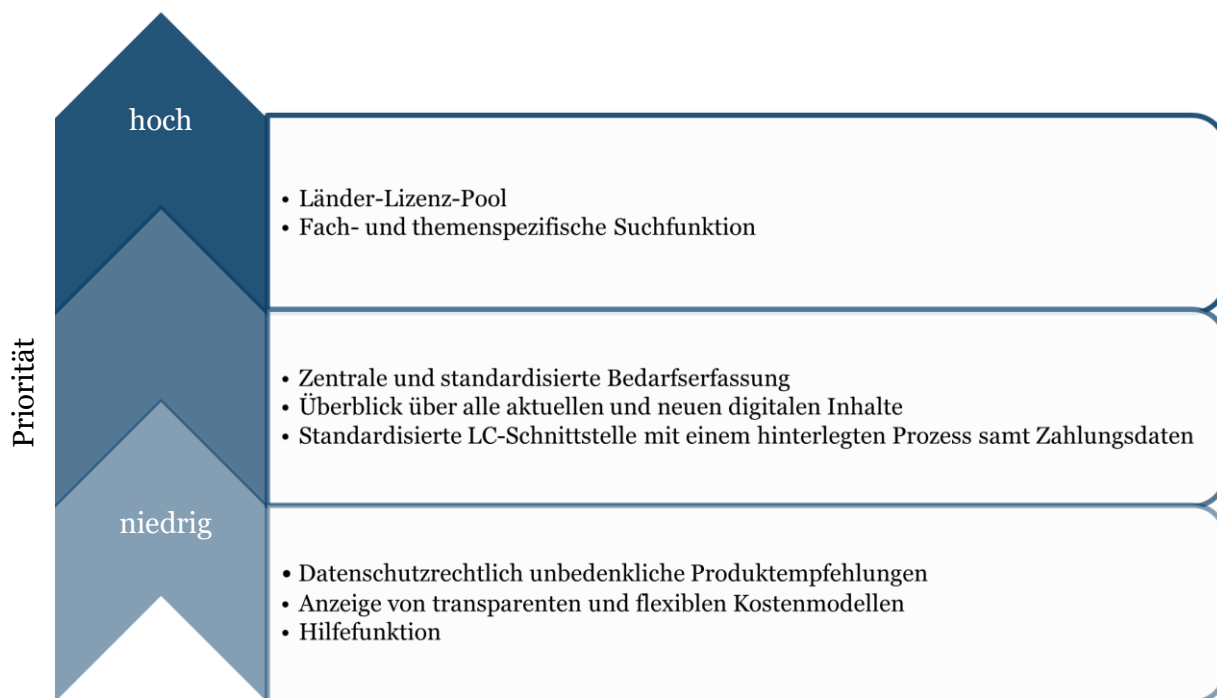 Priorität
hoch
• Länder-Lizenz-Pool
• Fach- und themenspezifische Suchfunktion
• Zentrale und standardisierte Bedarfserfassung
• Überblick über alle aktuellen und neuen digitalen Inhalte
• Standardisierte LC-Schnittstelle mit einem hinterlegten Prozess samt Zahlungsdaten
niedrig
• Datenschutzrechtlich unbedenkliche Produktempfehlungen
• Anzeige von transparenten und flexiblen Kostenmodellen
• Hilfefunktion